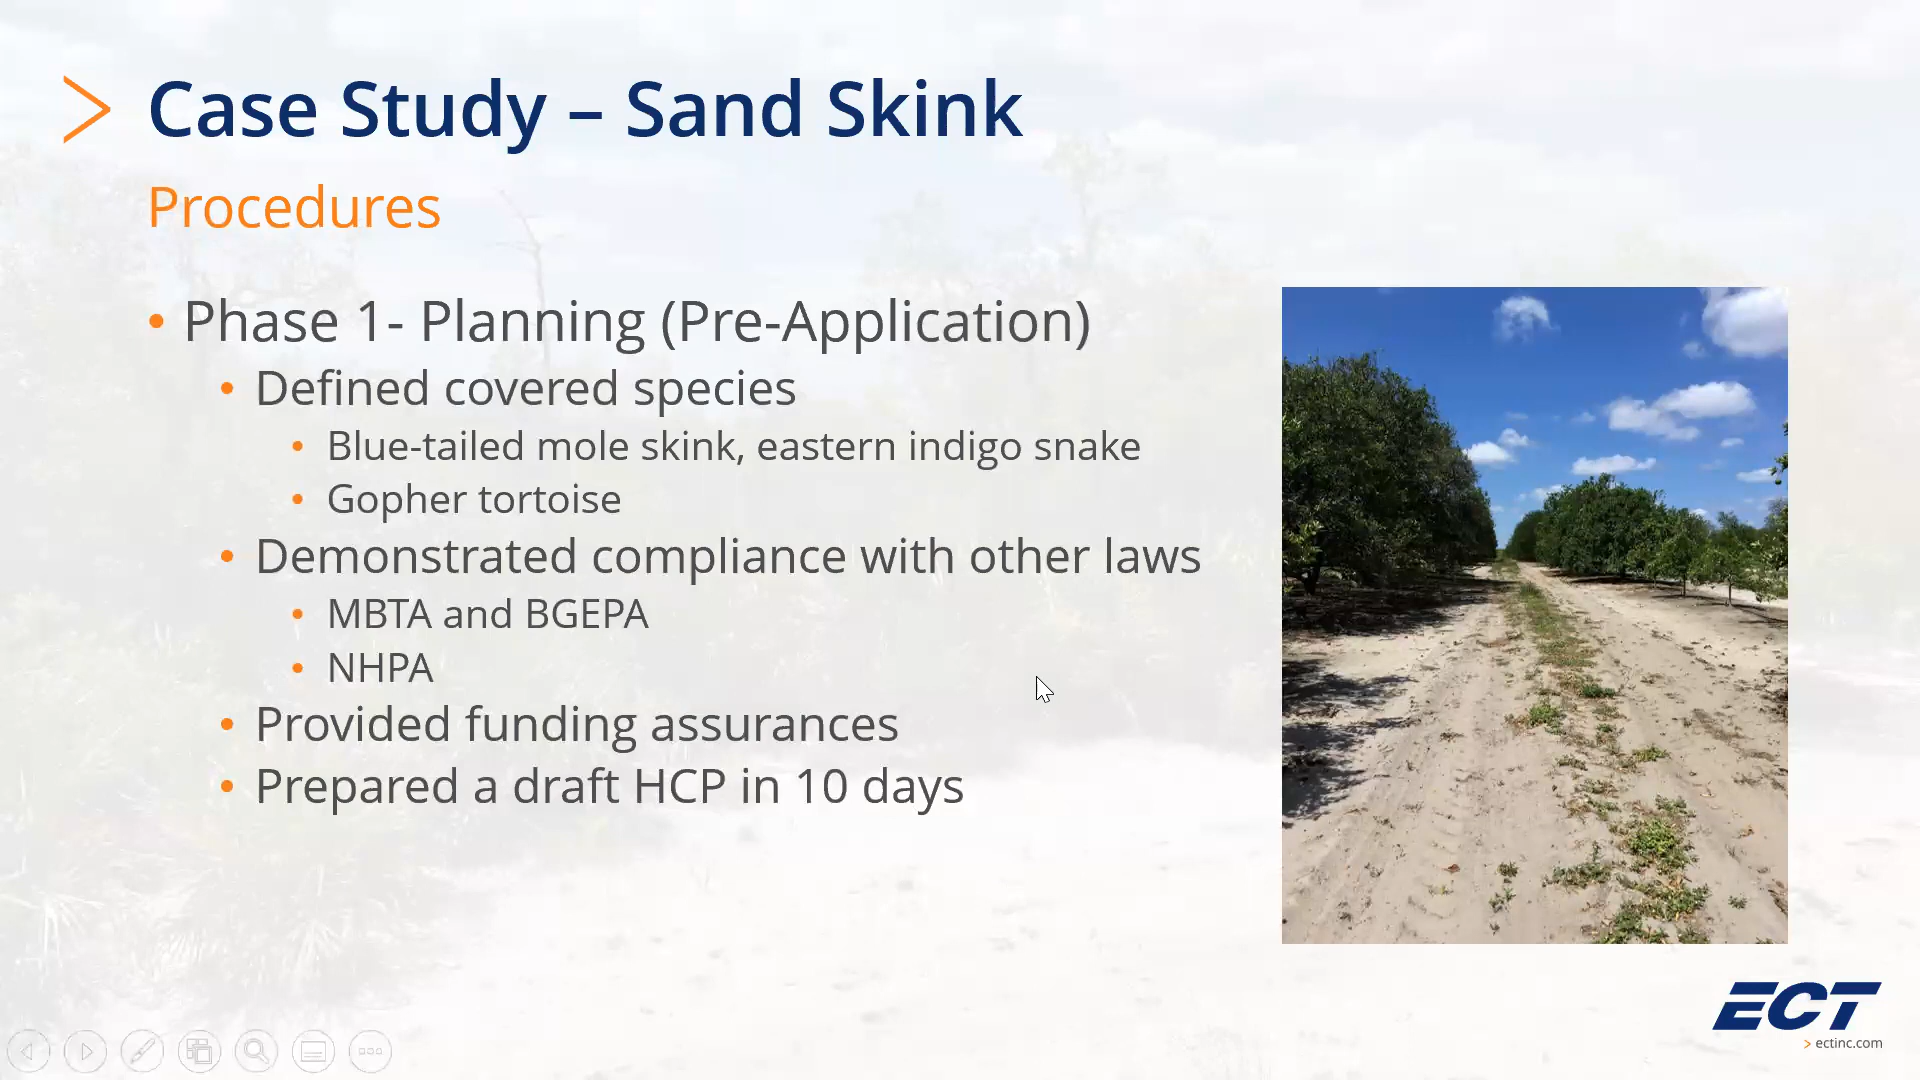 Case Study – Sand Skink
Procedures
• Phase 1- Planning (Pre-Application)
• Defined covered species
• Blue-tailed mole skink, eastern indigo snake
• Gopher tortoise
• Demonstrated compliance with other laws
• MBTA and BGEPA
• NHPA
• Provided funding assurances
• Prepared a draft HCP in 10 days
ECT
> ectinc.com